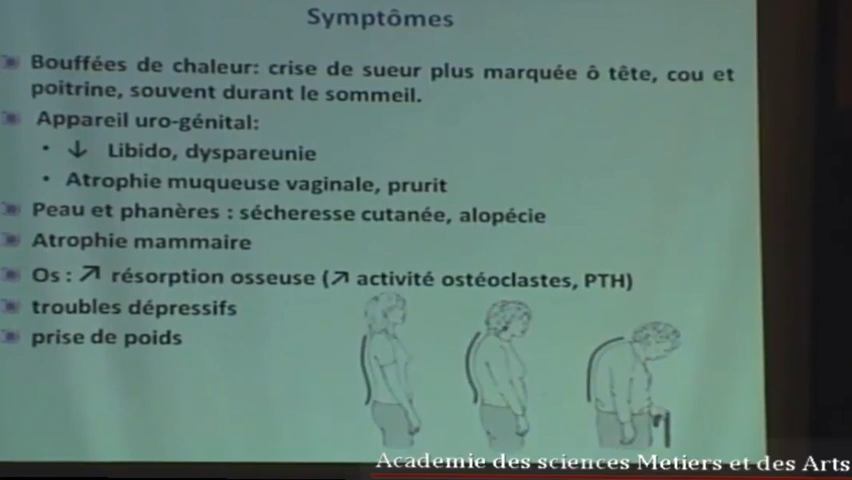 Symptômes
Bouffées de chaleur: crise de sueur plus marquée ô tête, cou et
poitrine, souvent durant le sommeil.
Appareil uro-génital:
• ↓ Libido, dyspareunie
• Atrophie muqueuse vaginale, prurit
Peau et phanères : sécheresse cutanée, alopécie
Atrophie mammaire
Os : ↗ résorption osseuse (↗ activité ostéoclastes, PTH)
troubles dépressifs
prise de poids
Academie des sciences Metiers et des Arts